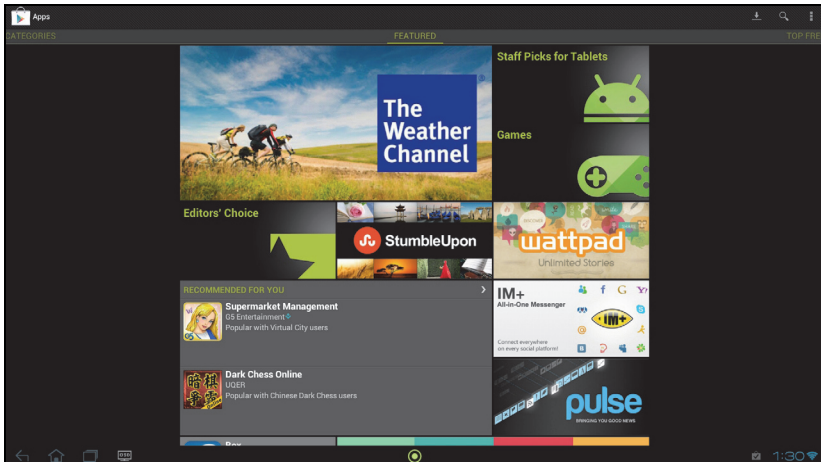 Apps
CATEGORIES
FEATURED
TOP FRE
The
Weather
Channel
Staff Picks for Tablets
Games
Editors' Choice
StumbleUpon
wattpad
Unlimited Stories
RECOMMENDED FOR YOU
Supermarket Management
G5 Entertainment
Popular with Virtual City users
Dark Chess Online
UQER
Popular with Chinese Dark Chess users
暗棋
IM+
All-in-One Messenger
Connect everywhere
on every social platform!
IM+
pulse
BRINGING YOU GOOD NEWS
Box
1:30